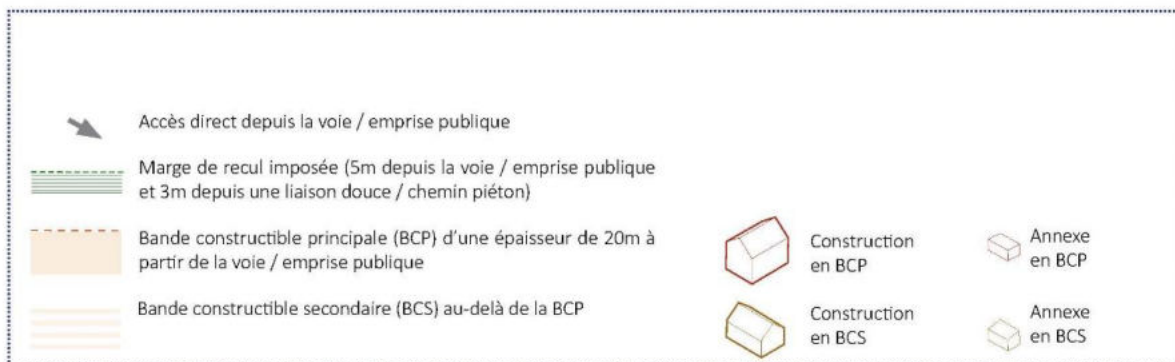 Accès direct depuis la voie / emprise publique
Marge de recul imposée (5m depuis la voie / emprise publique
et 3m depuis une liaison douce / chemin piéton)
Bande constructible principale (BCP) d'une épaisseur de 20m à
partir de la voie / emprise publique
Bande constructible secondaire (BCS) au-delà de la BCP
Construction
en BCP
Annexe
en BCP
Construction
en BCS
Annexe
en BCS